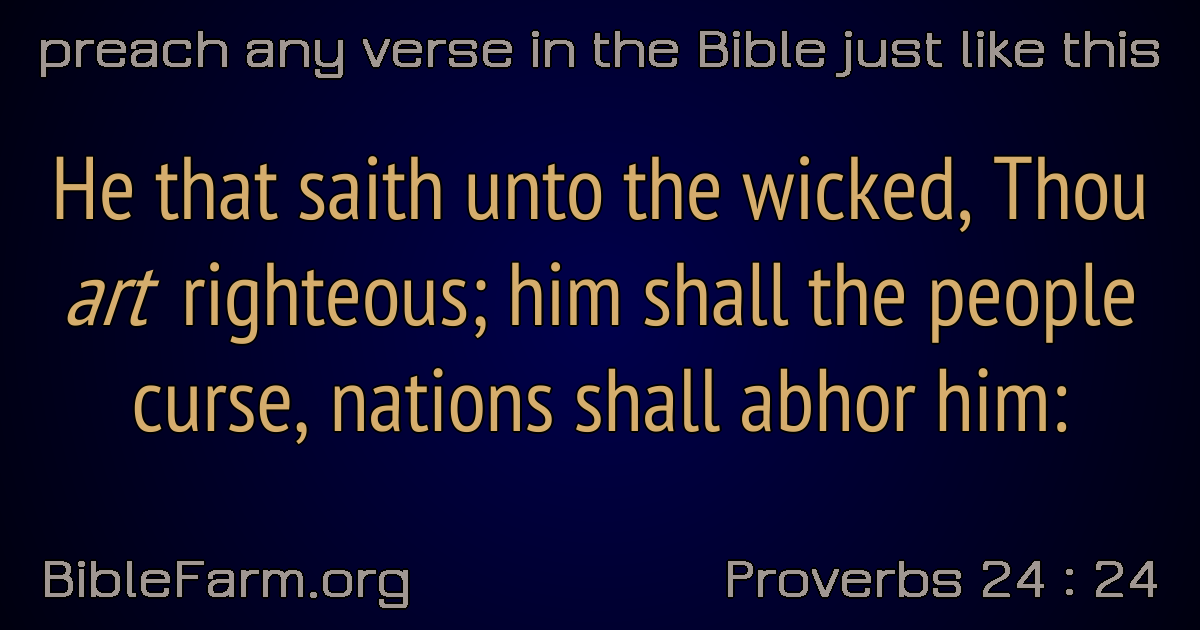 preach any verse in the Bible just like this
He that saith unto the wicked, Thou
art righteous; him shall the people
curse, nations shall abhor him:
BibleFarm.org
Proverbs 24 : 24